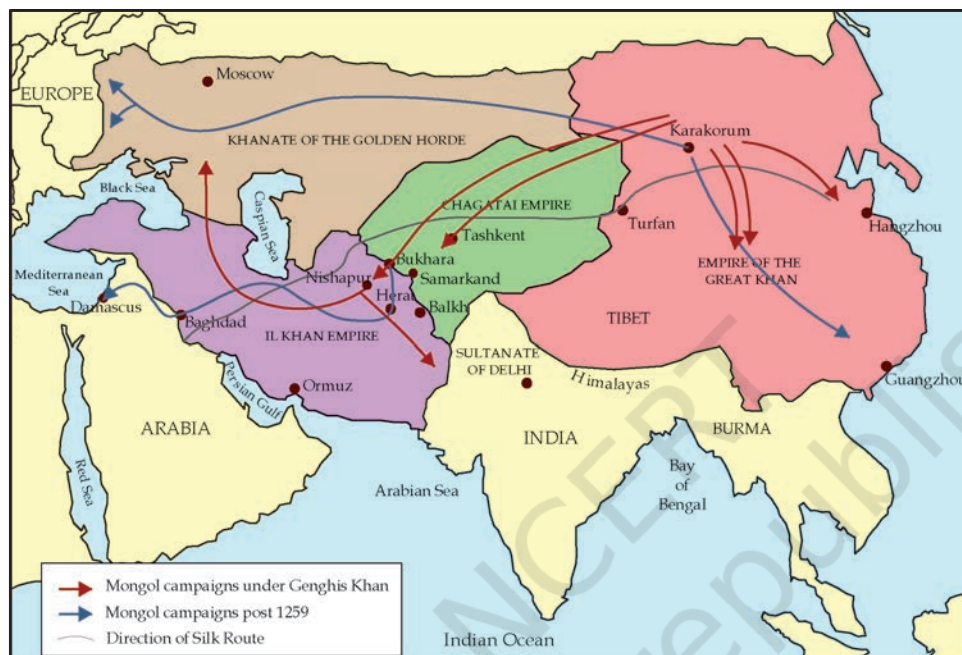 Moscow
EUROPE
KHANATE OF THE GOLDEN HORDE
Karakorum
Black Sea
Caspian Sea
CHAGATAI EMPIRE
Turfan
Hangzhou
Tashkent
Bukhara
EMPIRE OF THE
GREAT KHAN
Mediterranean
Sea
Nishapur
Samarkand
Damascus
Herat
Balkh
Baghdad
IL KHAN EMPIRE
TIBET
SULTANATE
OF DELHI
Himalayas
Guangzhou
Persian Gulf
Ormuz
ARABIA
INDIA
BURMA
Red Sea
Arabian Sea
Bay
of
Bengal
Mongol campaigns under Genghis Khan
Mongol campaigns post 1259
Direction of Silk Route
Indian Ocean
NCERT
republis